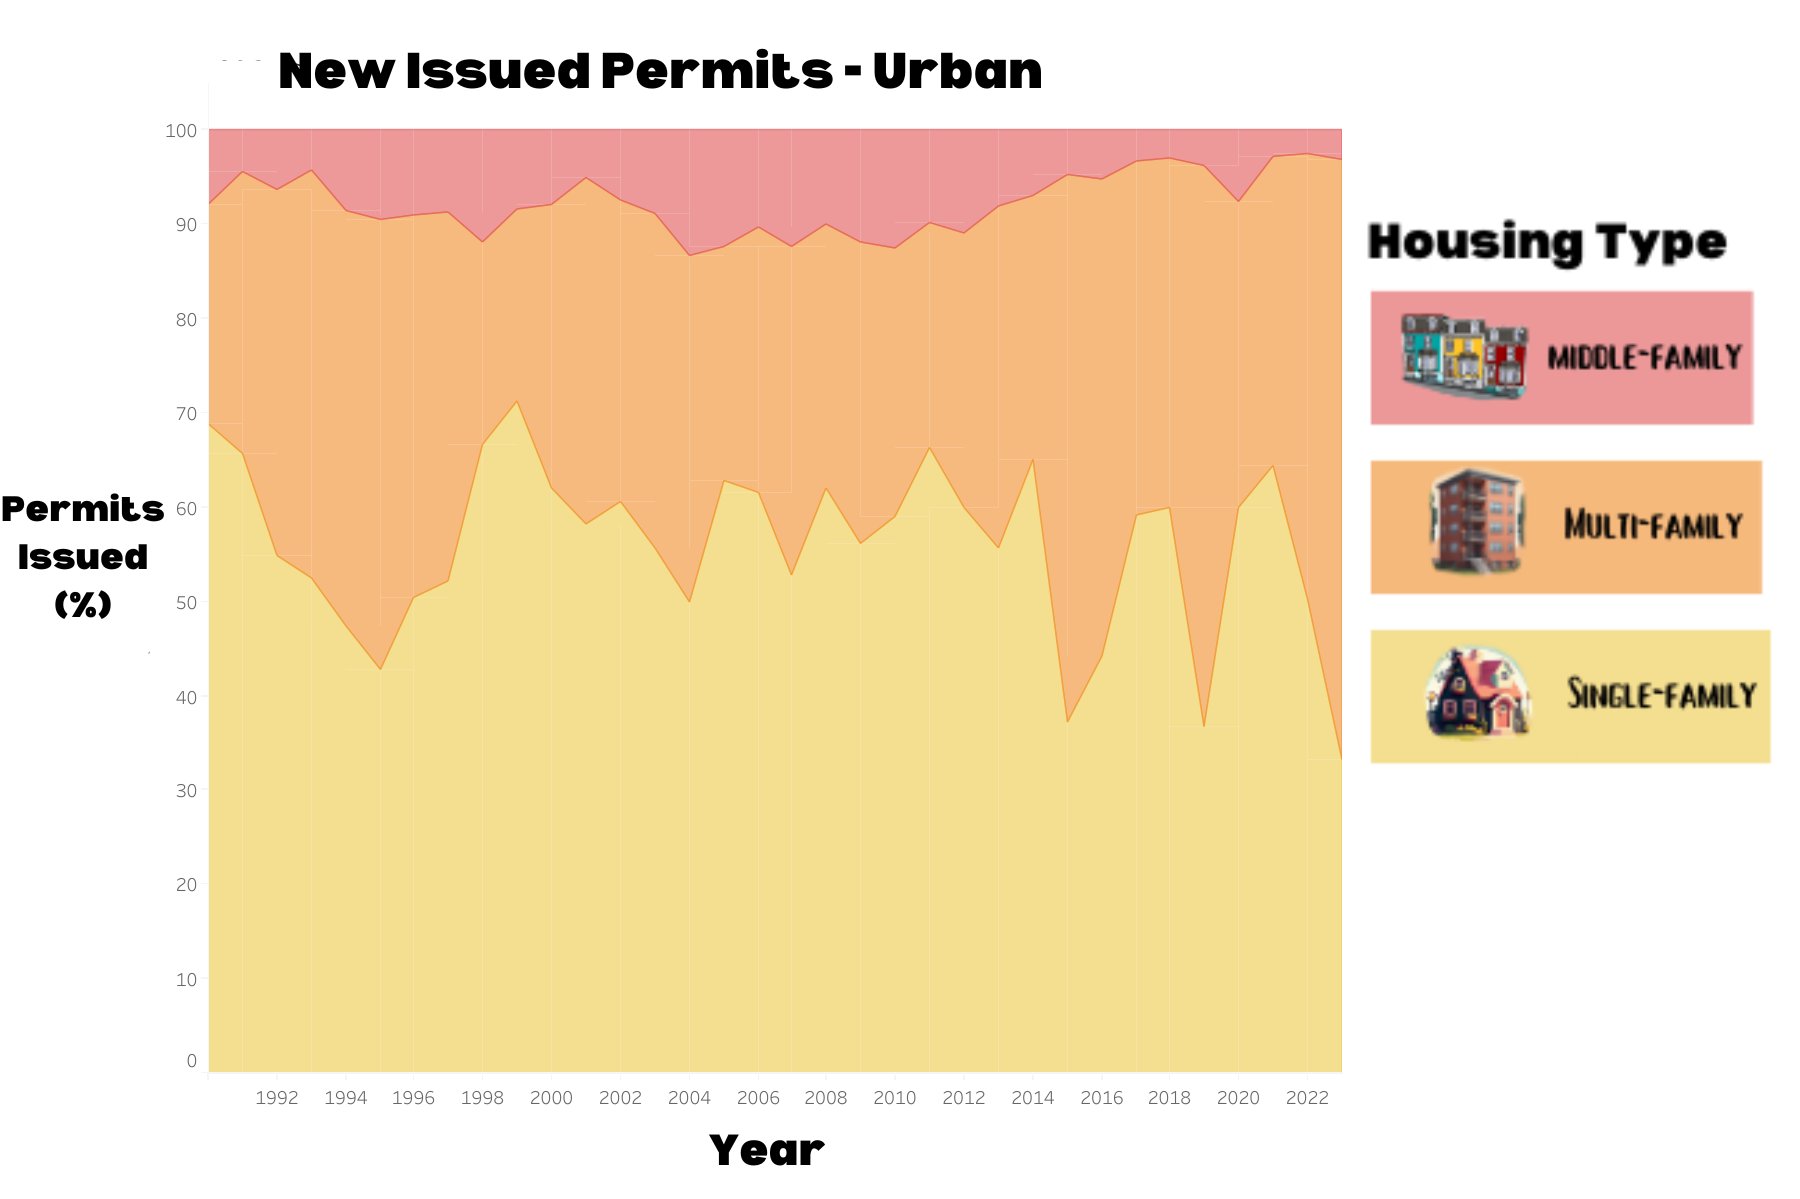 New Issued Permits - Urban
100
90
80
70
60
50
40
30
20
10
0
Permits
Issued
(%)
1992 1994 1996 1998 2000 2002 2004 2006 2008 2010 2012 2014 2016 2018 2020 2022
Year
Housing Type
MIDDLE-FAMILY
MULTI-FAMILY
SINGLE-FAMILY